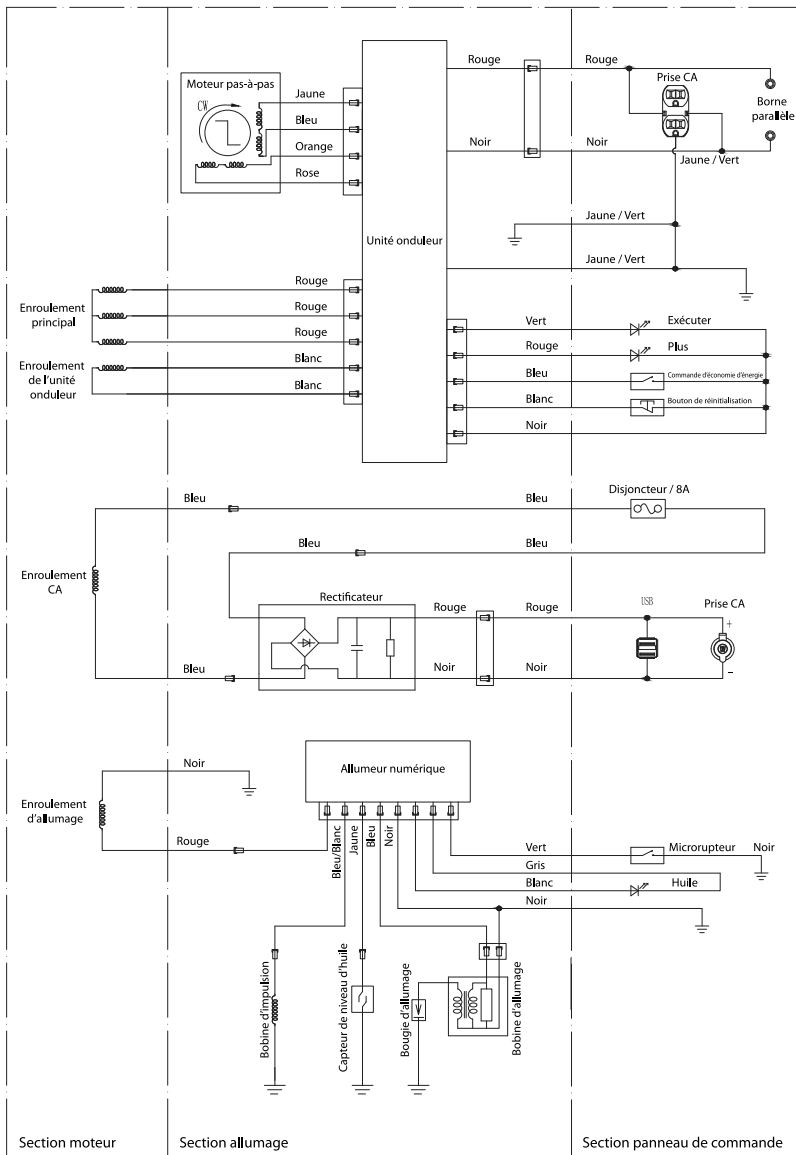 Moteur pas-à-pas
CW
Jaune
Bleu
Orange
Rose
Unité onduleur
Rouge
Rouge
Prise CA
Borne
parallèle
Noir
Noir
Jaune / Vert
Jaune / Vert
Jaune / Vert
Enroulement
principal
Rouge
Rouge
Rouge
Enroulement
de l'unité
onduleur
Blanc
Blanc
Vert
Exécuter
Rouge
Plus
Bleu
Commande d'économie d'énergie
Blanc
Bouton de réinitialisation
Noir
Bleu
Bleu
Disjoncteur / 8A
Bleu
Bleu
Enroulement
CA
Rectificateur
Rouge
Rouge
USB
Prise CA
+
Bleu
Noir
Noir
-
Allumeur numérique
Noir
Enroulement
d'allumage
Rouge
Bleu/Blanc
Jaune
Bleu
Noir
Vert
Microrupteur
Noir
Gris
Blanc
Huile
Noir
Bobine d'impulsion
Capteur de niveau d'huile
Bougie d'allumage
Bobine d'allumage
Section moteur
Section allumage
Section panneau de commande